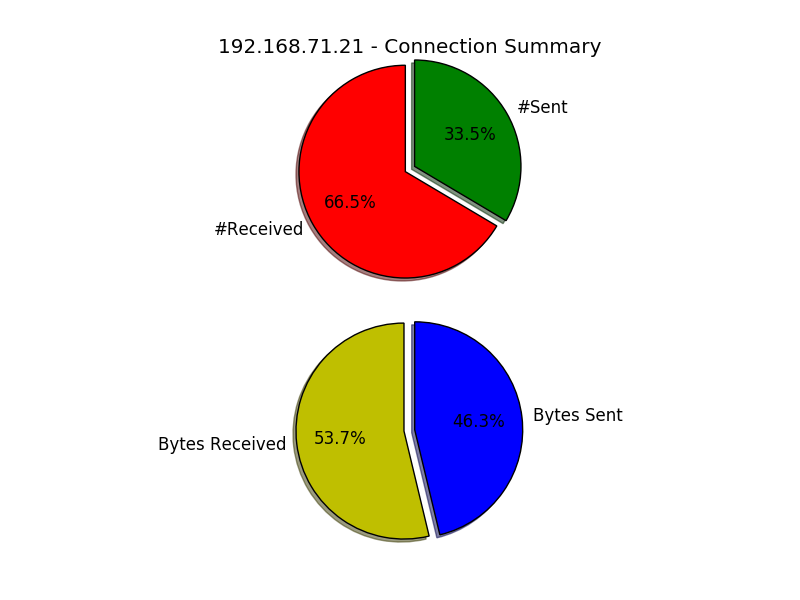 192.168.71.21 - Connection Summary
#Sent
33.5%
66.5%
#Received
Bytes Sent
46.3%
53.7%
Bytes Received